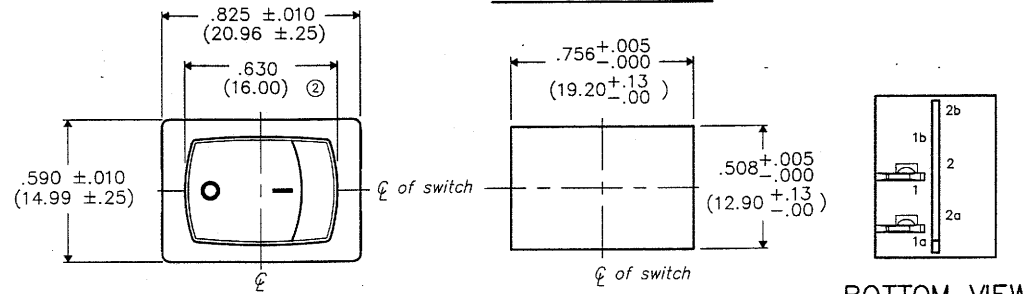 .825 ±.010
(20.96 ±.25)
.630
(16.00) ②
.590 ±.010
(14.99 ±.25)
℄ of switch
℄
.756 +.005
-.000
(19.20 +.13
-.00 )
.508 +.005
-.000
(12.90 +.13
-.00 )
℄ of switch
2b
1b
2
1
2a
1a
BOTTOM VIEW